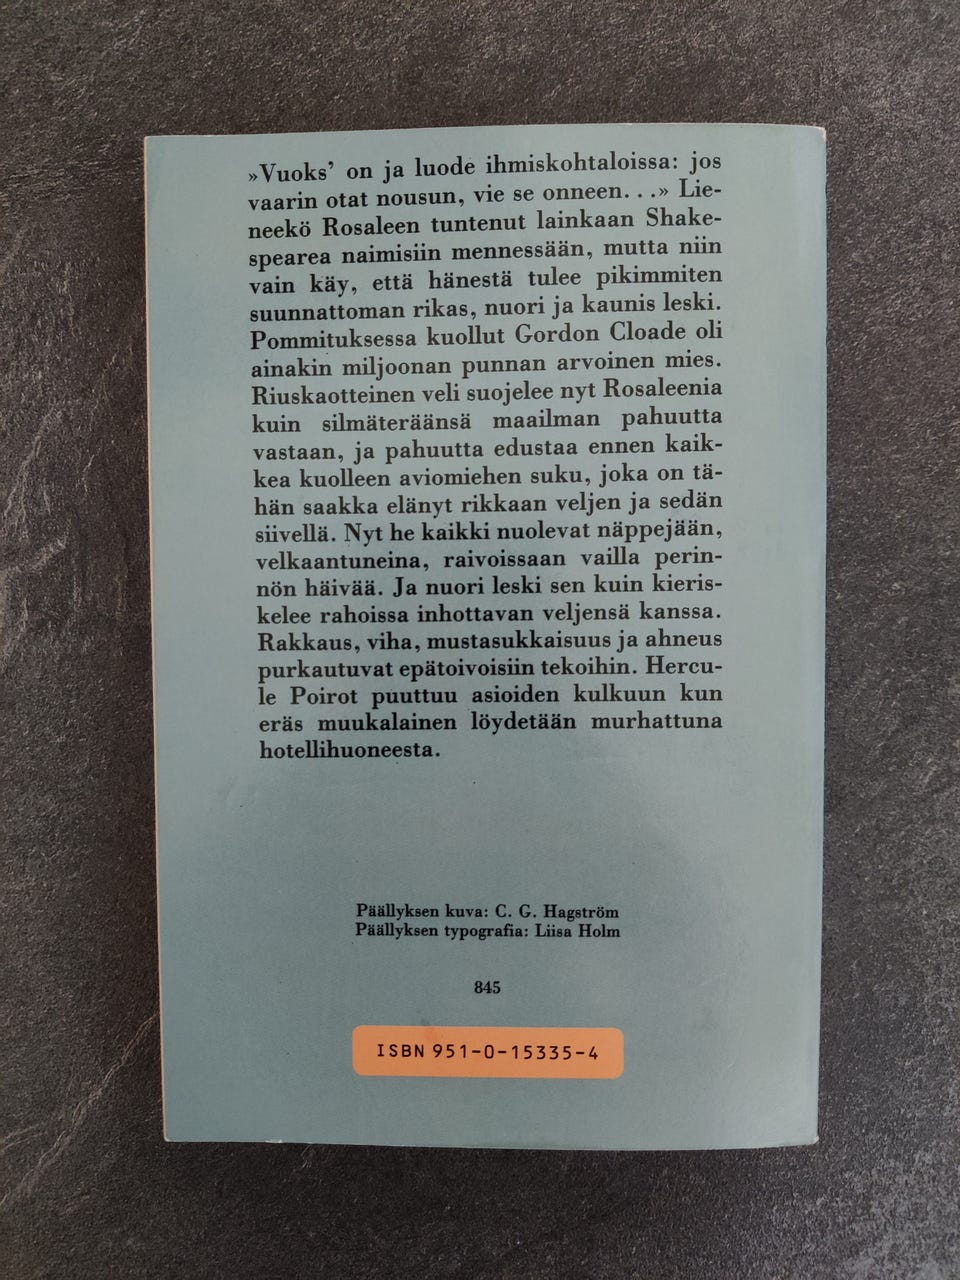 »Vuoks’ on ja luode ihmiskohtaloissa: jos
vaarin otat nousun, vie se onneen. . .» Lie-
neekö Rosaleen tuntenut lainkaan Shake-
spearea naimisiin mennessään, mutta niin
vain käy, että hänestä tulee pikimmiten
suunnattoman rikas, nuori ja kaunis leski.
Pommituksessa kuollut Gordon Cloade oli
ainakin miljoonan punnan arvoinen mies.
Riuskaotteinen veli suojelee nyt Rosaleenia
kuin silmäteräänsä maailman pahuutta
vastaan, ja pahuutta edustaa ennen kaik-
kea kuolleen aviomiehen suku, joka on tä-
hän saakka elänyt rikkaan veljen ja sedän
siivellä. Nyt he kaikki nuolevat näppejään,
velkaantuneina, raivoissaan vailla perin-
nön häivää. Ja nuori leski sen kuin kieris-
kelee rahoissa inhottavan veljensä kanssa.
Rakkaus, viha, mustasukkaisuus ja ahneus
purkautuvat epätoivoisiin tekoihin. Hercu-
le Poirot puuttuu asioiden kulkuun kun
eräs muukalainen löydetään murhattuna
hotellihuoneesta.
Päällyksen kuva: C. G. Hagström
Päällyksen typografia: Liisa Holm
845
ISBN 951-0-15335-4